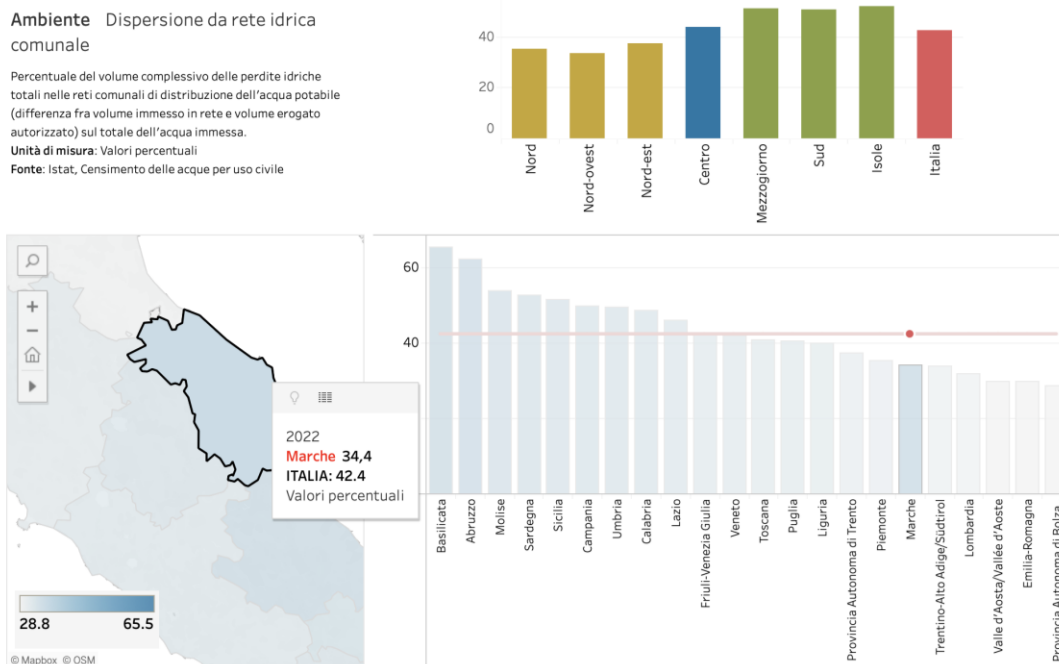 Ambiente Dispersione da rete idrica
comunale
Percentuale del volume complessivo delle perdite idriche
totali nelle reti comunali di distribuzione dell'acqua potabile
(differenza fra volume immesso in rete e volume erogato
autorizzato) sul totale dell'acqua immessa.
Unità di misura: Valori percentuali
Fonte: Istat, Censimento delle acque per uso civile
40
20
0
Nord
Nord-ovest
Nord-est
Centro
Mezzogiorno
Sud
Isole
Italia
2022
Marche 34,4
ITALIA: 42.4
Valori percentuali
28.8 65.5
© Mapbox © OSM
60
40
Basilicata
Abruzzo
Molise
Sardegna
Sicilia
Campania
Umbria
Calabria
Lazio
Friuli-Venezia Giulia
Veneto
Toscana
Puglia
Liguria
Provincia Autonoma di Trento
Piemonte
Marche
Trentino-Alto Adige/Südtirol
Lombardia
Valle d'Aosta/Vallée d'Aoste
Emilia-Romagna
Provincia Autonoma di Bolza